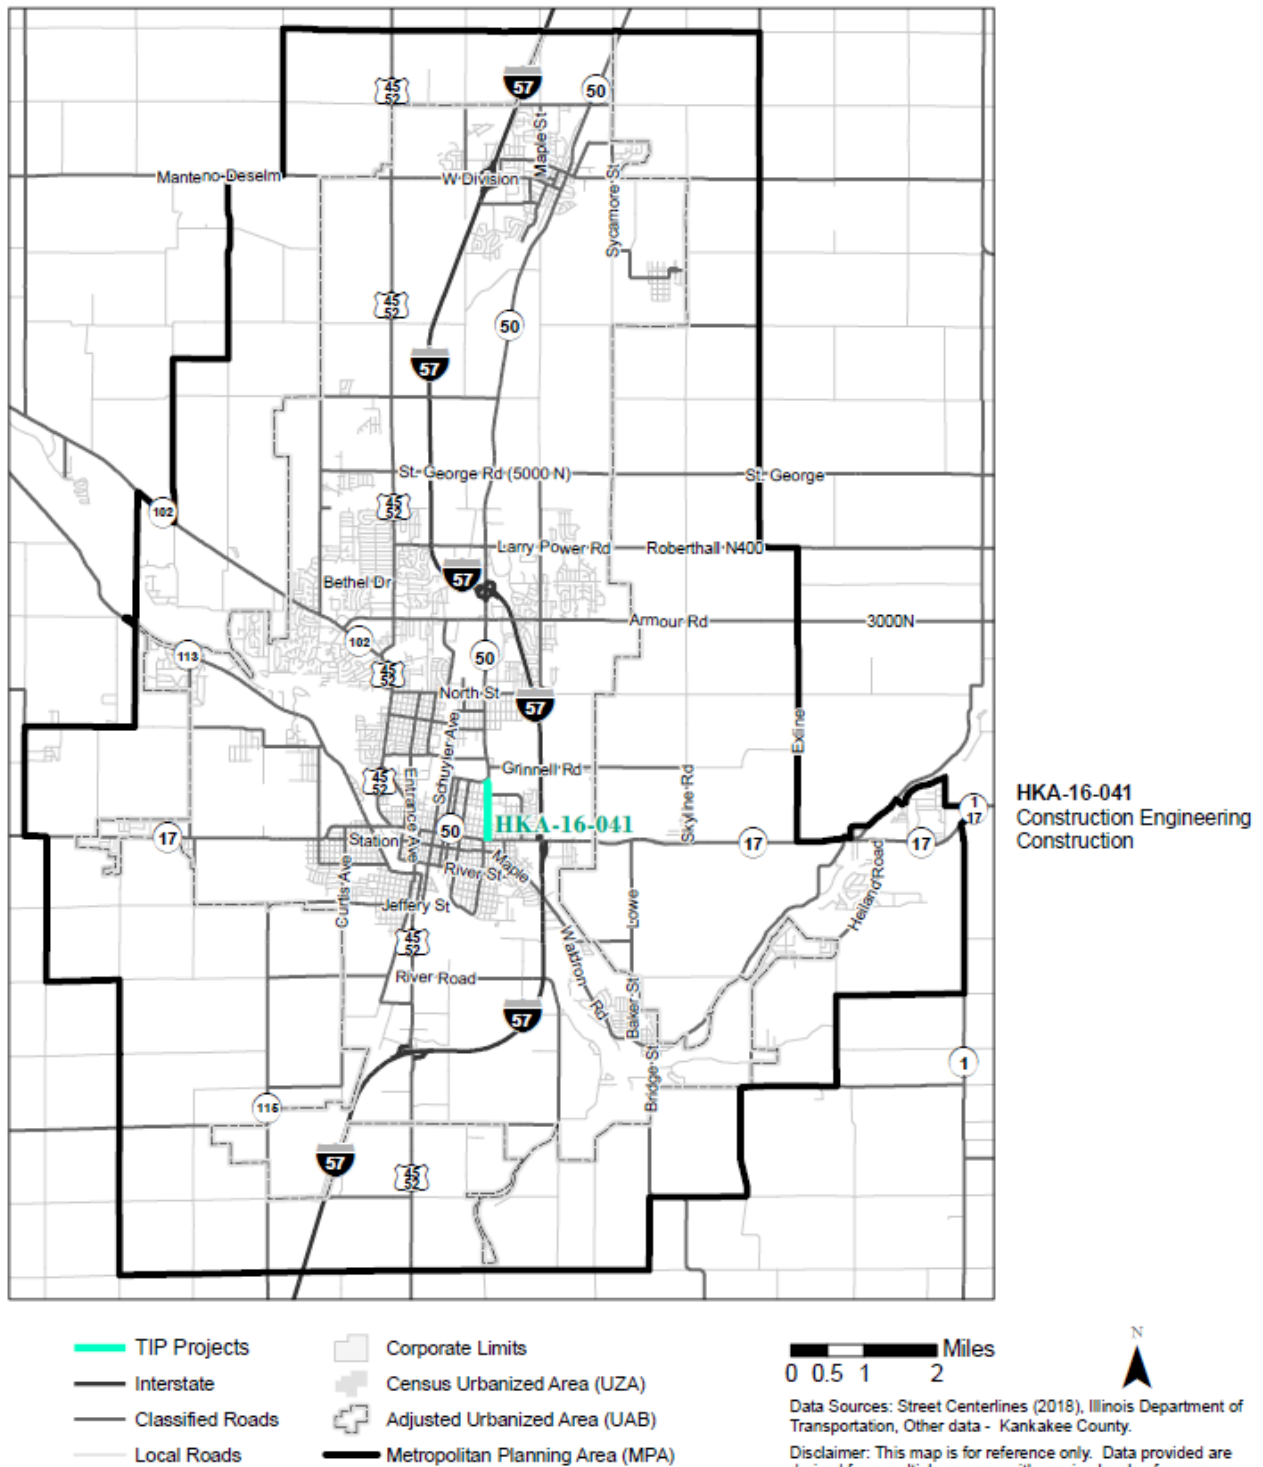 45
52
57
50
Maple St
Manteno-Deselm
W Division
Sycamore St
45
52
50
57
St. George Rd (5000 N)
St. George
45
52
102
Larry Power Rd
Roberthall N400
57
Bethel Dr
Armour Rd
3000N
102
113
50
45
52
North St
57
Schuyler Ave
Exline
Grinnell Rd
Skyline Rd
45
52
Entrance Ave
HKA-16-041
Construction Engineering
Construction
1
17
HKA-16-041
50
17
Station
17
17
Maple
River St
Curtis Ave
Jeffery St
Lowe
Heiland Road
45
52
Waldron Rd
River Road
Baker St
57
Bridge St
1
115
57
45
52
TIP Projects
Interstate
Classified Roads
Local Roads
Corporate Limits
Census Urbanized Area (UZA)
Adjusted Urbanized Area (UAB)
Metropolitan Planning Area (MPA)
Miles
0 0.5 1 2
N
Data Sources: Street Centerlines (2018), Illinois Department of
Transportation, Other data - Kankakee County.
Disclaimer: This map is for reference only. Data provided are